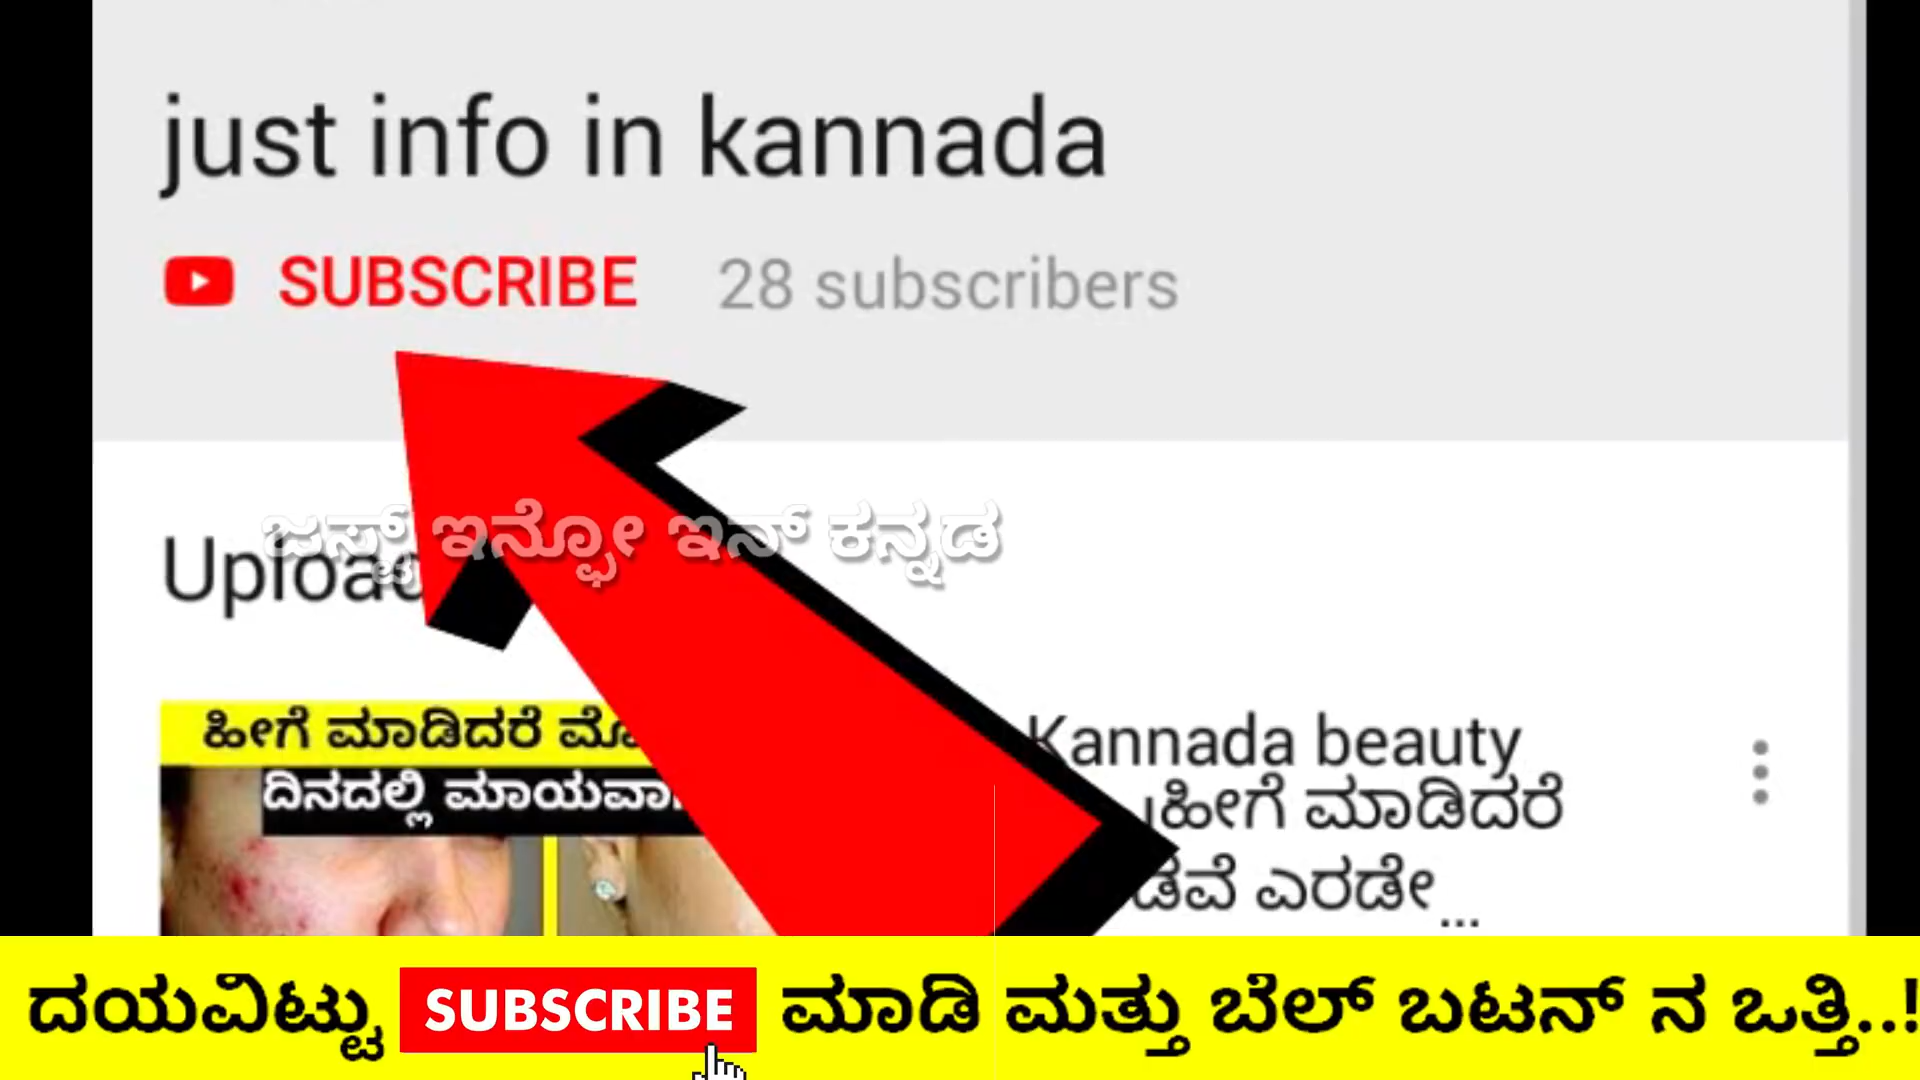 just info in kannada
SUBSCRIBE 28 subscribers
ಜಸ್ಟ್ ಇನ್ಫೋ ಇನ್ ಕನ್ನಡ
ಹೀಗೆ ಮಾಡಿದರೆ
ದಿನದಲ್ಲಿ
Kannada beauty
ಹೀಗೆ ಮಾಡಿದರೆ
ಎರಡೇ...
ದಯವಿಟ್ಟು SUBSCRIBE ಮಾಡಿ ಮತ್ತು ಬೆಲ್ ಬಟನ್ ನ ಒತ್ತಿ..!